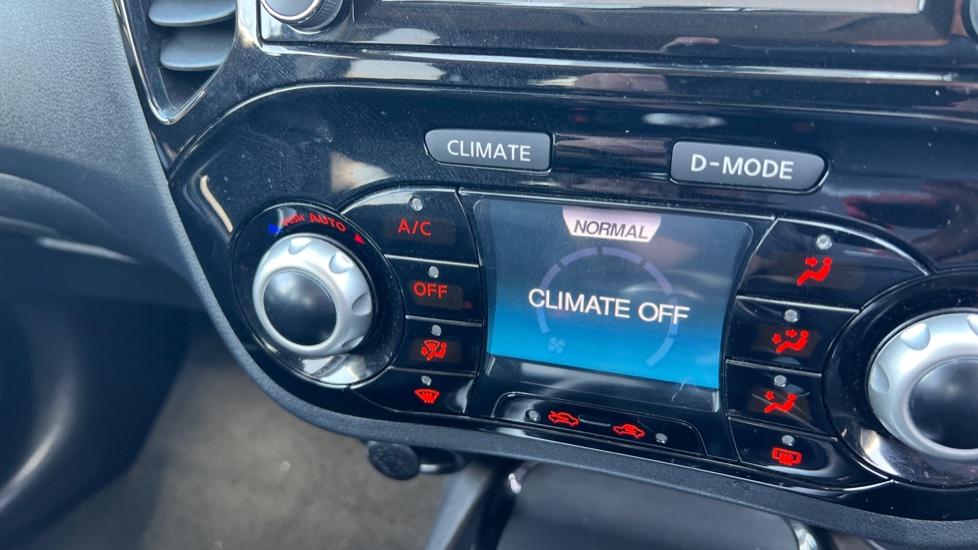 CLIMATE
D-MODE
AUTO
A/C
NORMAL
OFF
CLIMATE OFF